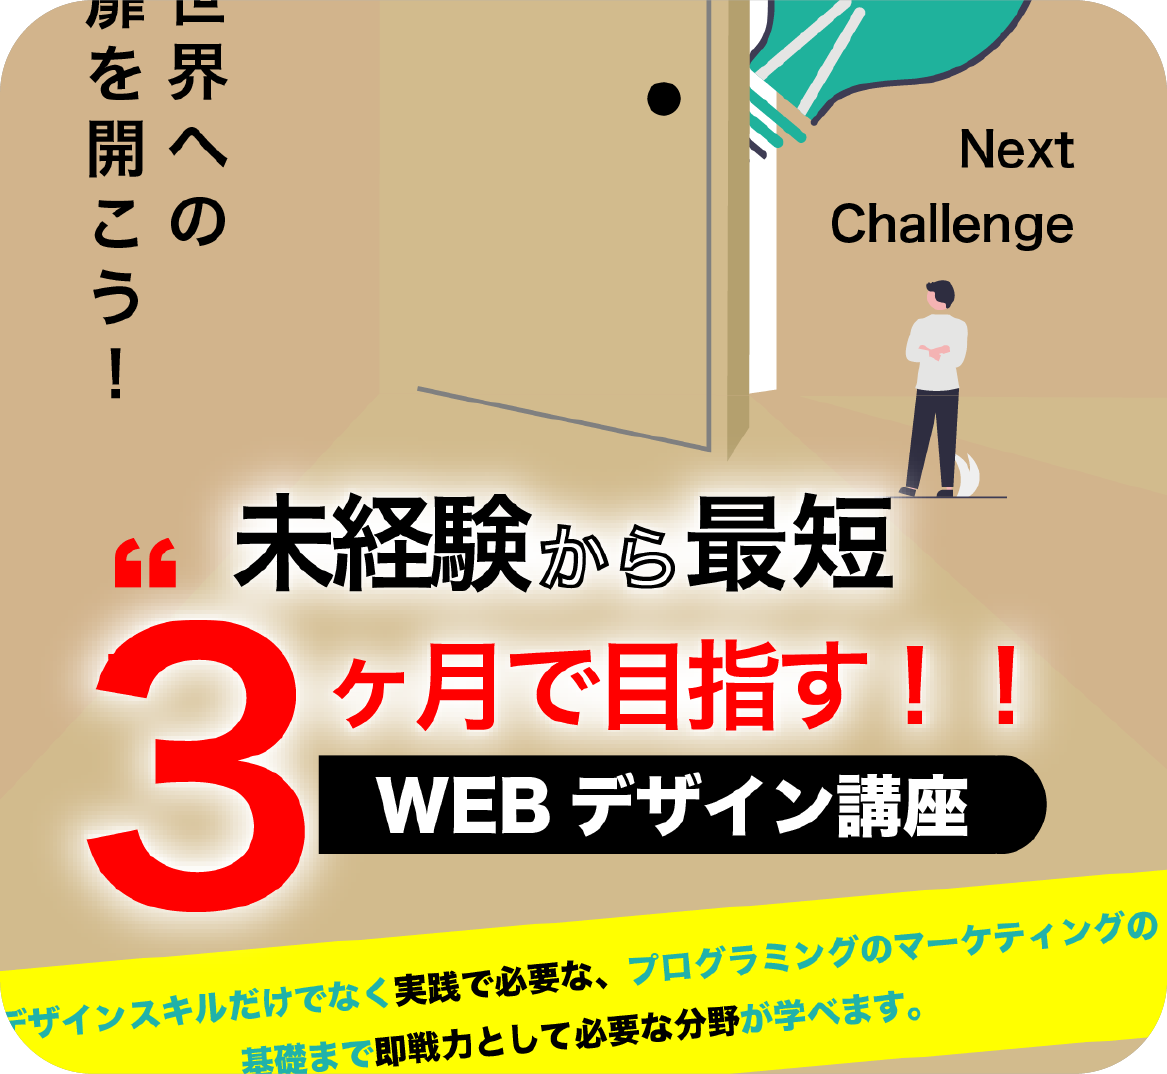 世界への
扉を開こう！
Next
Challenge
“未経験から最短
3ヶ月で目指す！！
WEBデザイン講座
デザインスキルだけでなく実践で必要な、プログラミングのマーケティングの
基礎まで即戦力として必要な分野が学べます。